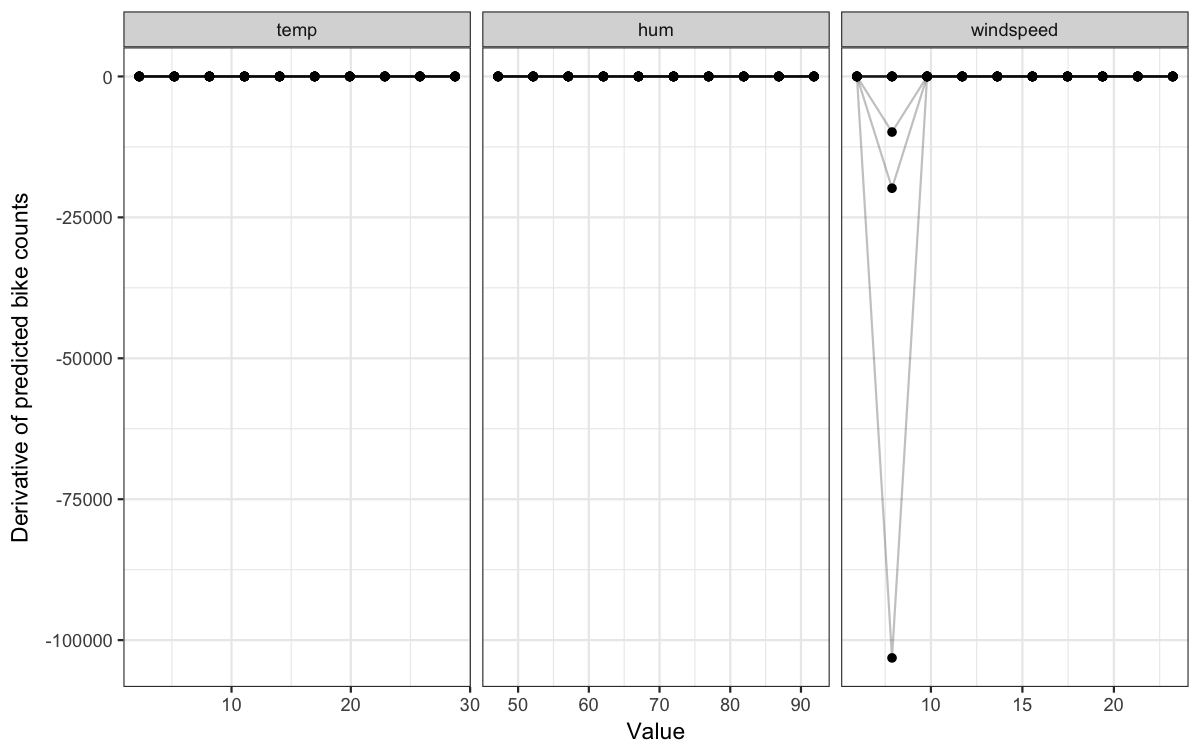 temp
hum
windspeed
Derivative of predicted bike counts
0
-25000
-50000
-75000
-100000
10 20 30
50 60 70 80 90
10 15 20
Value